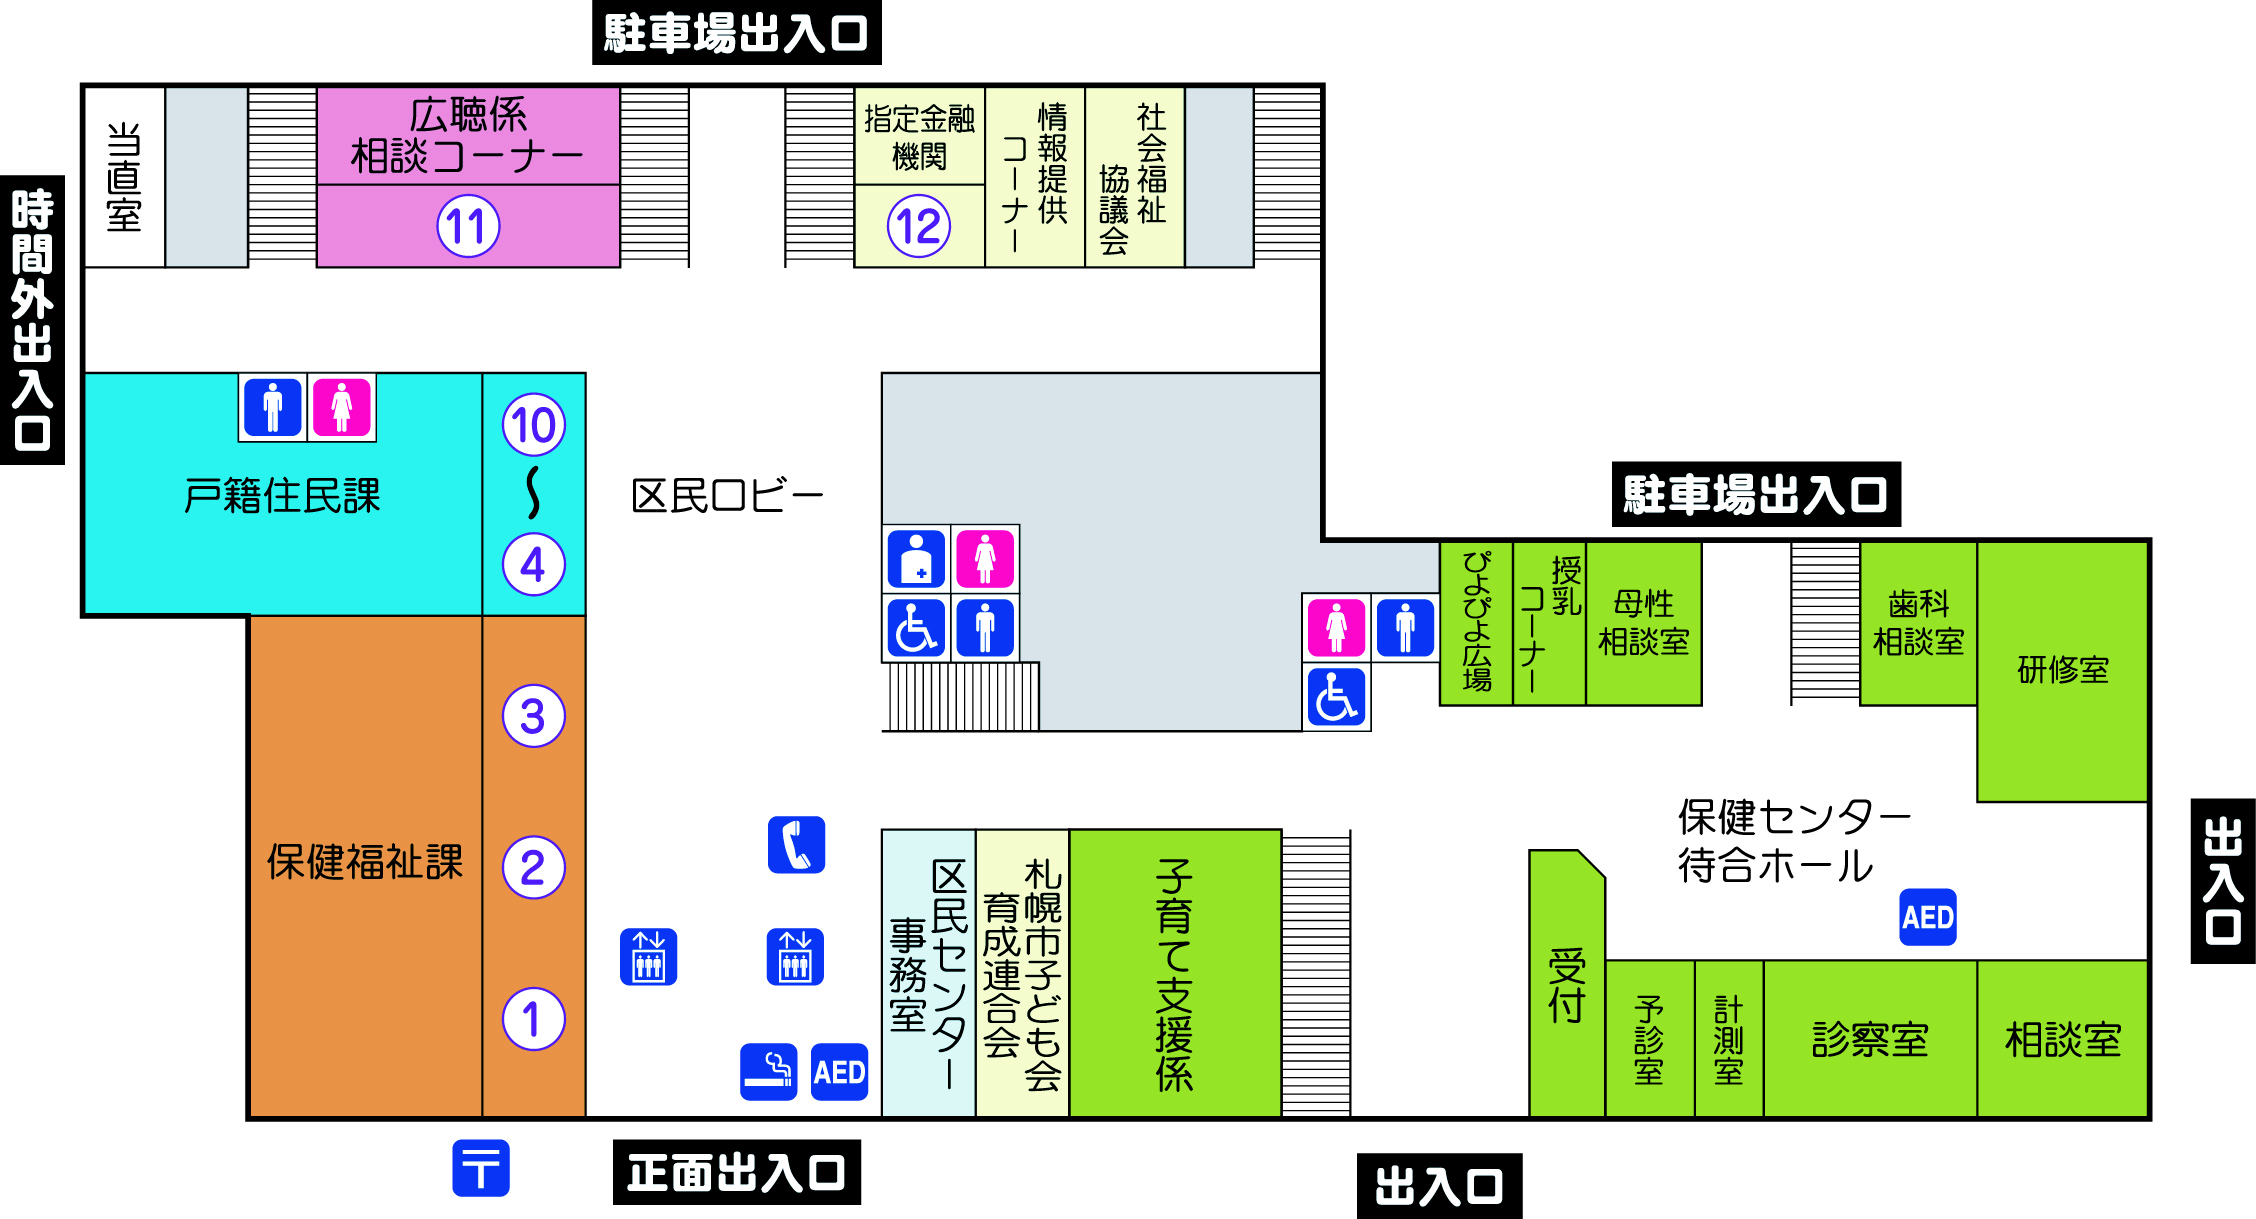 駐車場出入口
時間外出入口
当直室
広聴係
相談コーナー
11
指定金融
機関
12
情報提供
コーナー
社会福祉
協議会
戸籍住民課
10
〜
4
区民ロビー
駐車場出入口
ぴよぴよ広場
授乳
コーナー
母性
相談室
歯科
相談室
研修室
保健福祉課
3
2
1
区民センター
事務室
札幌市子ども会
育成連合会
子育て支援係
保健センター
待合ホール
AED
受付
予診室
計測室
診察室
相談室
出入口
AED
〒
正面出入口
出入口